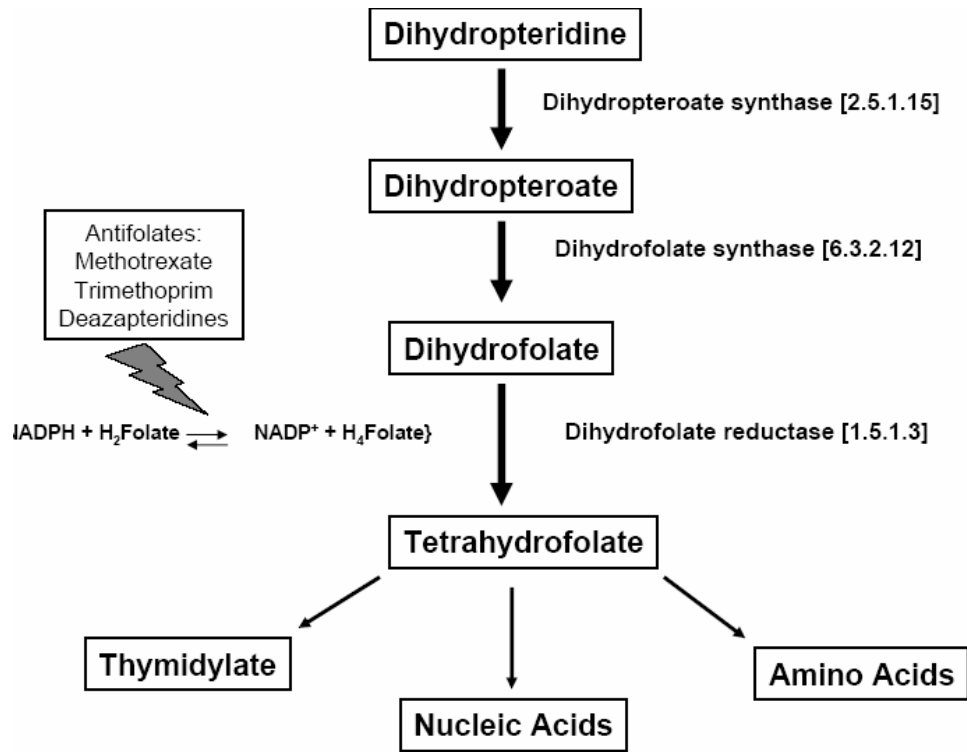 Dihydropteridine
Dihydropteroate synthase [2.5.1.15]
Dihydropteroate
Antifolates:
Methotrexate
Trimethoprim
Deazapteridines
Dihydrofolate synthase [6.3.2.12]
Dihydrofolate
NADPH + H₂Folate ⇌ NADP⁺ + H₄Folate}
Dihydrofolate reductase [1.5.1.3]
Tetrahydrofolate
Thymidylate
Nucleic Acids
Amino Acids